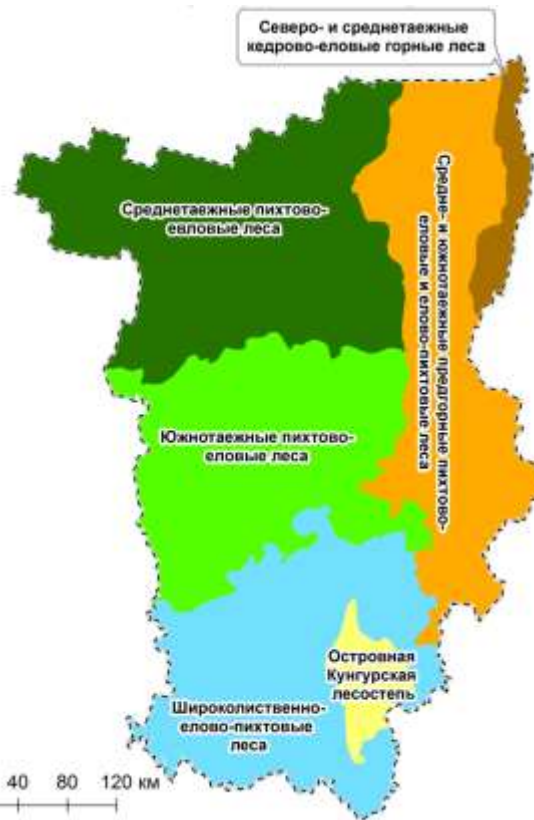 Северо- и среднетаежные
кедрово-еловые горные леса
Среднетаежные пихтово-
евловые леса
Средне- и южнотаежные предгорные пихтово-
еловые и елово-пихтовые леса
Южнотаежные пихтово-
еловые леса
Островная
Кунгурская
лесостепь
Широколиственно-
елово-пихтовые
леса
40 80 120 км